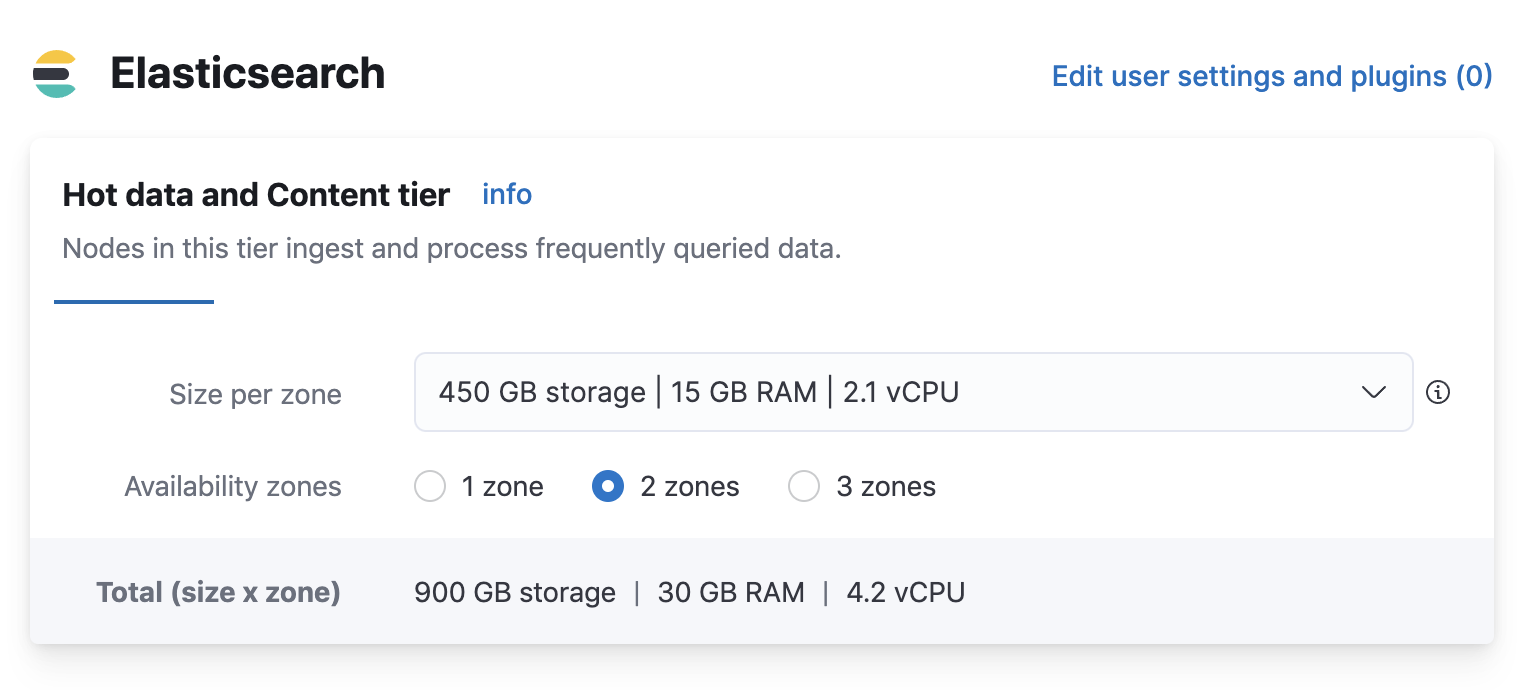 Elasticsearch
Edit user settings and plugins (0)
Hot data and Content tier info
Nodes in this tier ingest and process frequently queried data.
Size per zone 450 GB storage | 15 GB RAM | 2.1 vCPU
Availability zones 1 zone 2 zones 3 zones
Total (size x zone) 900 GB storage | 30 GB RAM | 4.2 vCPU